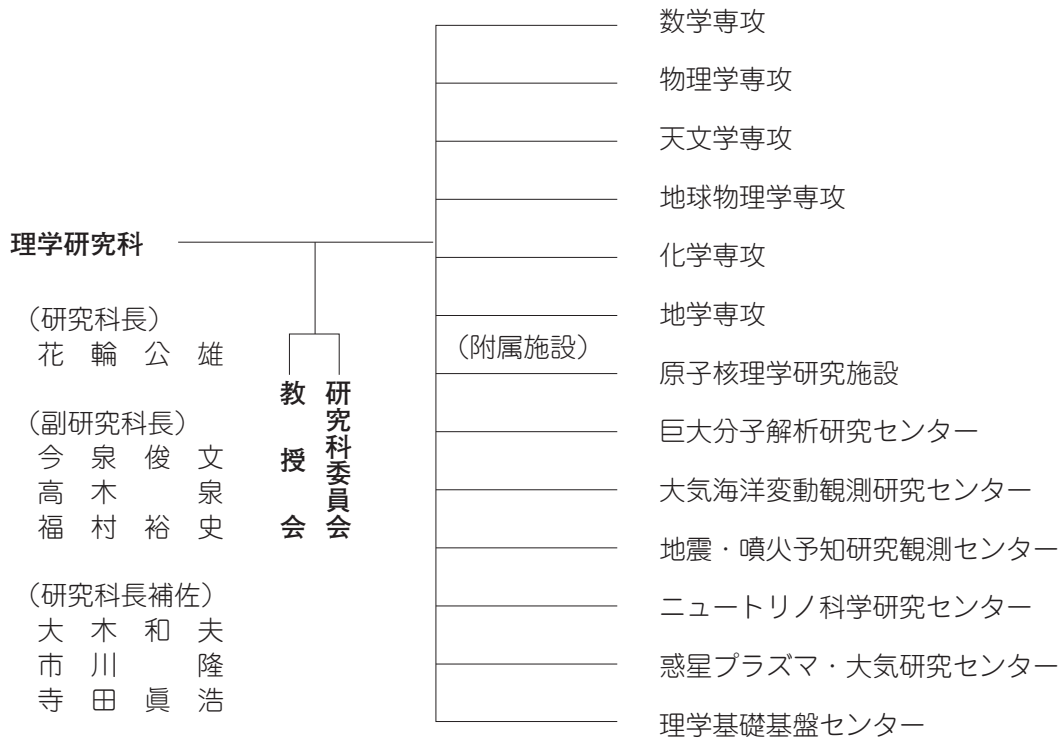 理学研究科
（研究科長）
花 輪 公 雄
（副研究科長）
今 泉 俊 文
高 木 泉
福 村 裕 史
（研究科長補佐）
大 木 和 夫
市 川 隆
寺 田 眞 浩
教授会
研究科委員会
数学専攻
物理学専攻
天文学専攻
地球物理学専攻
化学専攻
地学専攻
（附属施設）
原子核理学研究施設
巨大分子解析研究センター
大気海洋変動観測研究センター
地震・噴火予知研究観測センター
ニュートリノ科学研究センター
惑星プラズマ・大気研究センター
理学基礎基盤センター